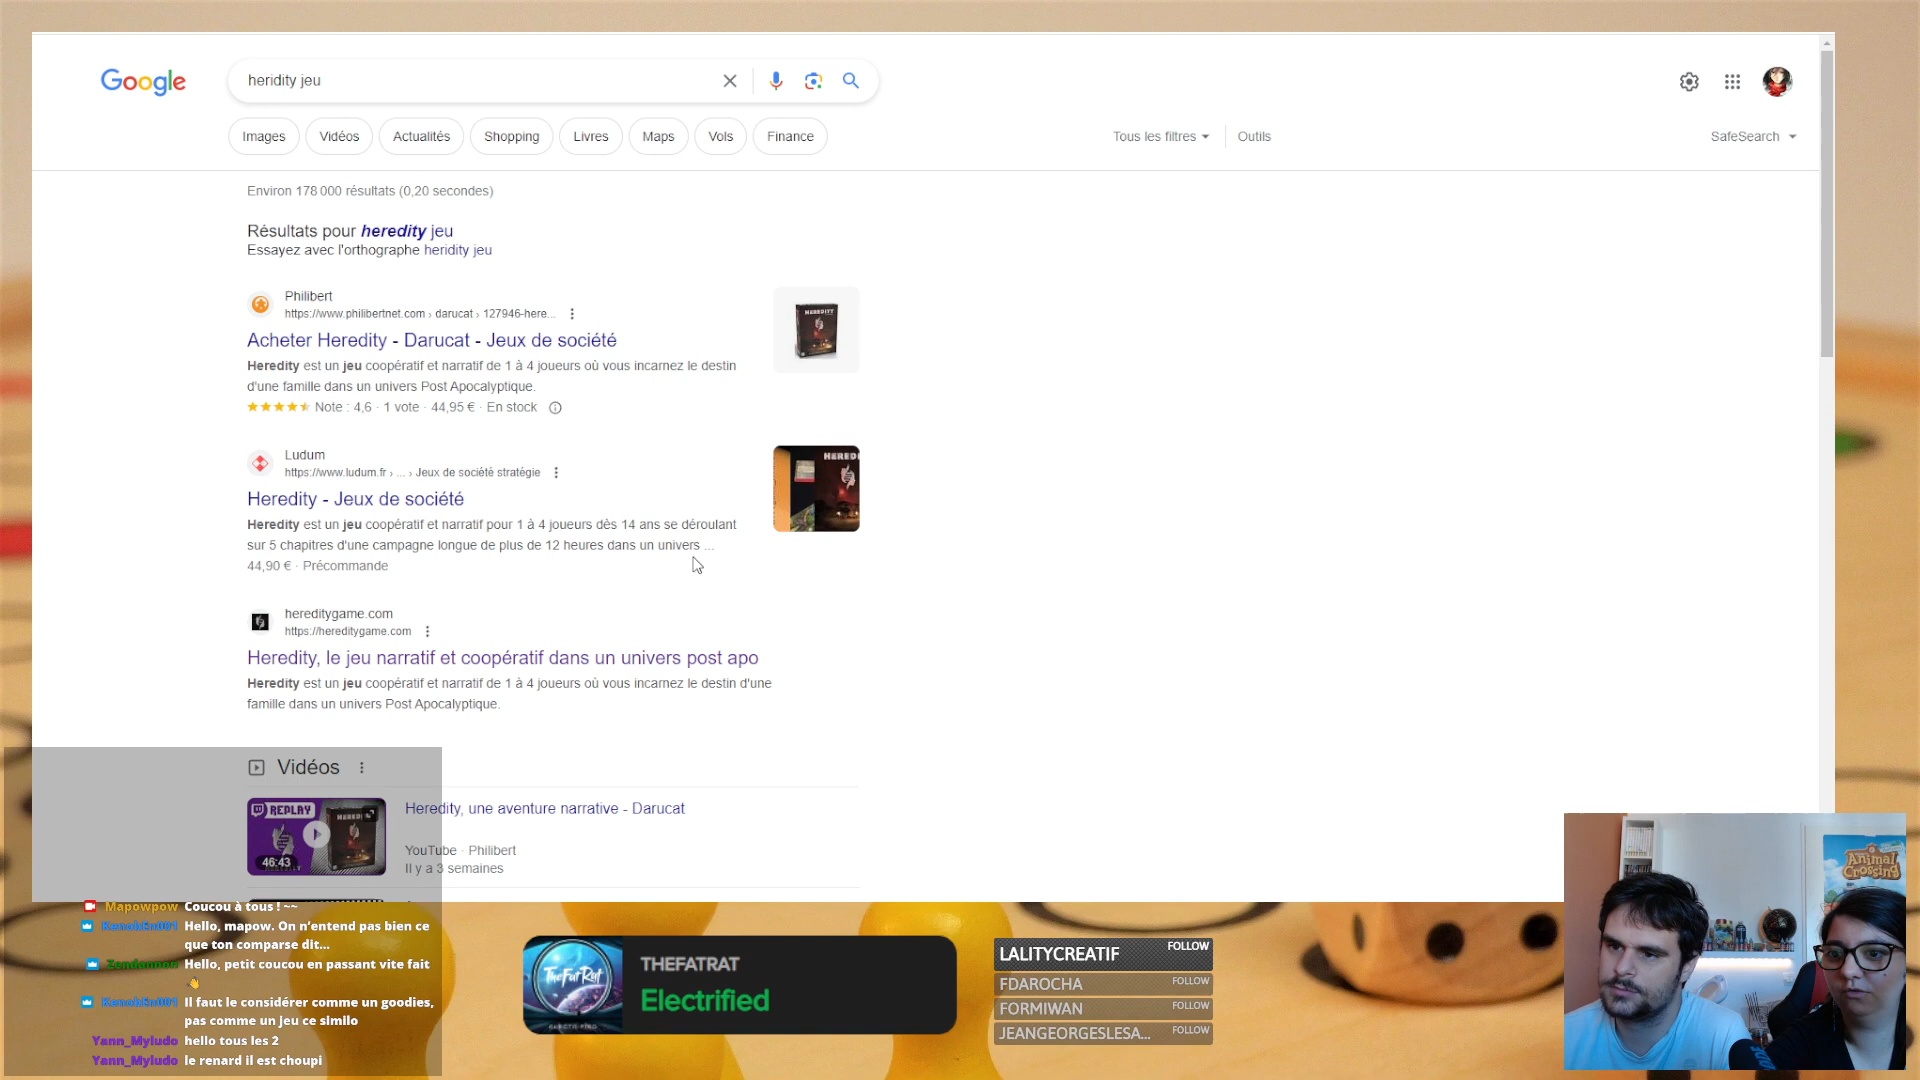 Google
heridity jeu
Images
Vidéos
Actualités
Shopping
Livres
Maps
Vols
Finance
Tous les filtres
Outils
SafeSearch
Environ 178 000 résultats (0,20 secondes)
Résultats pour heredity jeu
Essayez avec l'orthographe heridity jeu
Philibert
https://www.philibertnet.com › darucat › 127946-here...
Acheter Heredity - Darucat - Jeux de société
Heredity est un jeu coopératif et narratif de 1 à 4 joueurs où vous incarnez le destin
d'une famille dans un univers Post Apocalyptique.
Note : 4,6 · 1 vote · 44,95 € · En stock
HEREDITY
Ludum
https://www.ludum.fr › ... › Jeux de société stratégie
Heredity - Jeux de société
Heredity est un jeu coopératif et narratif pour 1 à 4 joueurs dès 14 ans se déroulant
sur 5 chapitres d'une campagne longue de plus de 12 heures dans un univers ...
44,90 € · Précommande
HEREDI
hereditygame.com
https://hereditygame.com
Heredity, le jeu narratif et coopératif dans un univers post apo
Heredity est un jeu coopératif et narratif de 1 à 4 joueurs où vous incarnez le destin d'une
famille dans un univers Post Apocalyptique.
Vidéos
REPLAY
HEREDI
46:43
Heredity, une aventure narrative - Darucat
YouTube · Philibert
Il y a 3 semaines
Mapowpow Coucou à tous ! ~~
Hello, mapow. On n'entend pas bien ce
que ton comparse dit...
Hello, petit coucou en passant vite fait
Il faut le considérer comme un goodies,
pas comme un jeu ce similo
Yann_Myludo hello tous les 2
Yann_Myludo le renard il est choupi
TheFatRat
THEFATRAT
Electrified
LALITYCREATIF FOLLOW
FDAROCHA FOLLOW
FORMIWAN FOLLOW
JEANGEORGESLESA... FOLLOW
Animal
Crossing